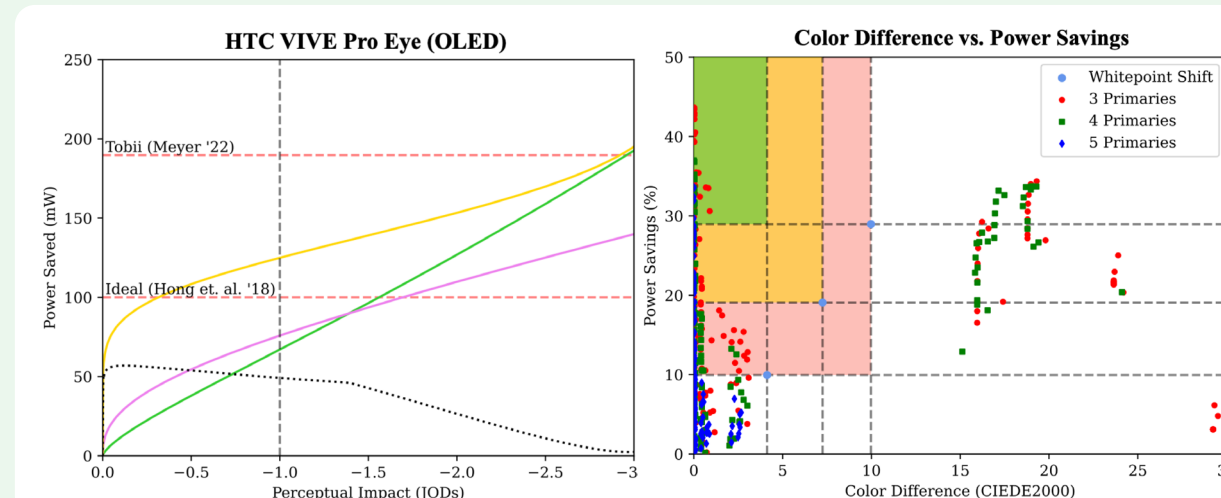 HTC VIVE Pro Eye (OLED)
250
200
150
100
50
0
Power Saved (mW)
Tobii (Meyer '22)
Ideal (Hong et. al. '18)
0.0
−0.5
−1.0
−1.5
−2.0
−2.5
−3
Perceptual Impact (JODs)
Color Difference vs. Power Savings
50
40
30
20
10
0
Power Savings (%)
Whitepoint Shift
3 Primaries
4 Primaries
5 Primaries
5
10
15
20
25
Color Difference (CIEDE2000)